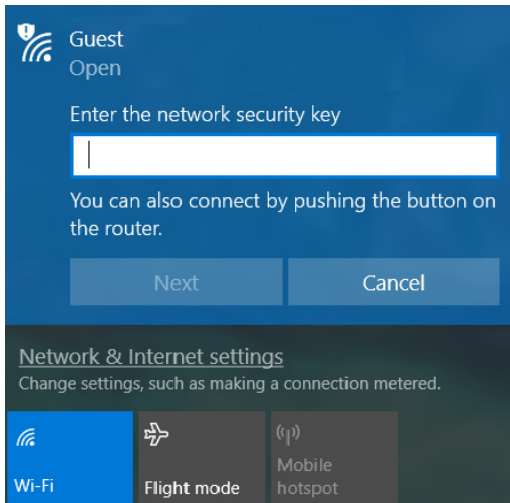 Guest
Open
Enter the network security key
You can also connect by pushing the button on
the router.
Next
Cancel
Network & Internet settings
Change settings, such as making a connection metered.
Wi-Fi
Flight mode
Mobile
hotspot